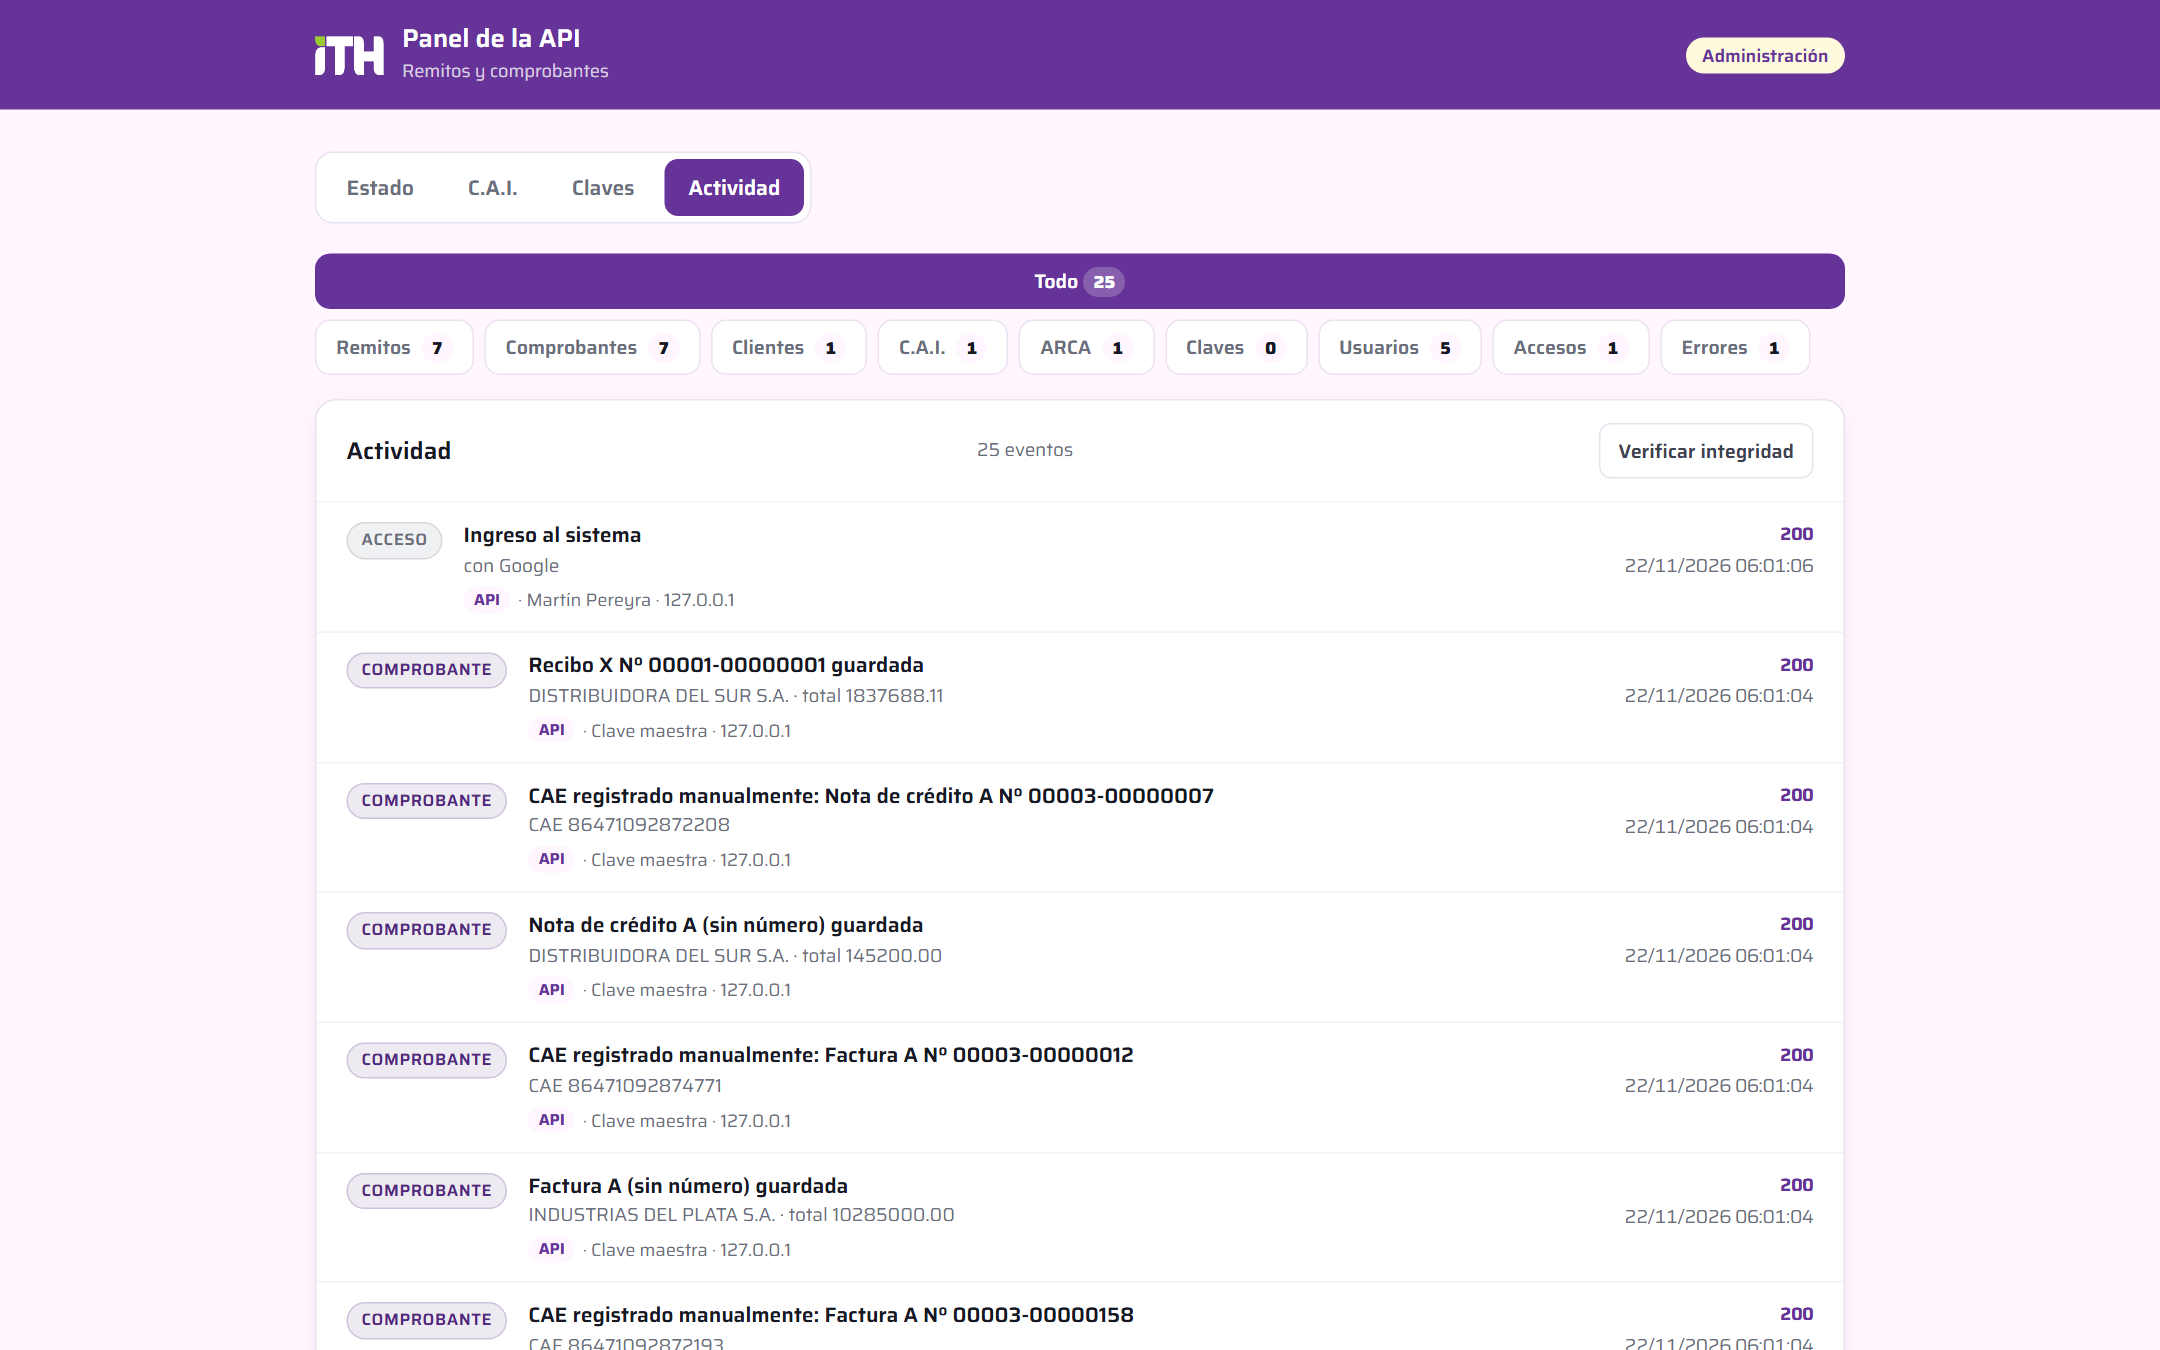 iTH
Panel de la API
Remitos y comprobantes
Administración
Estado C.A.I. Claves Actividad
Todo 25
Remitos 7 Comprobantes 7 Clientes 1 C.A.I. 1 ARCA 1 Claves 0 Usuarios 5 Accesos 1 Errores 1
Actividad 25 eventos Verificar integridad
ACCESO Ingreso al sistema 200
con Google 22/11/2026 06:01:06
API · Martín Pereyra · 127.0.0.1
COMPROBANTE Recibo X Nº 00001-00000001 guardada 200
DISTRIBUIDORA DEL SUR S.A. · total 1837688.11 22/11/2026 06:01:04
API · Clave maestra · 127.0.0.1
COMPROBANTE CAE registrado manualmente: Nota de crédito A Nº 00003-00000007 200
CAE 86471092872208 22/11/2026 06:01:04
API · Clave maestra · 127.0.0.1
COMPROBANTE Nota de crédito A (sin número) guardada 200
DISTRIBUIDORA DEL SUR S.A. · total 145200.00 22/11/2026 06:01:04
API · Clave maestra · 127.0.0.1
COMPROBANTE CAE registrado manualmente: Factura A Nº 00003-00000012 200
CAE 86471092874771 22/11/2026 06:01:04
API · Clave maestra · 127.0.0.1
COMPROBANTE Factura A (sin número) guardada 200
INDUSTRIAS DEL PLATA S.A. · total 10285000.00 22/11/2026 06:01:04
API · Clave maestra · 127.0.0.1
COMPROBANTE CAE registrado manualmente: Factura A Nº 00003-00000158 200
CAE 86471092872193 22/11/2026 06:01:04